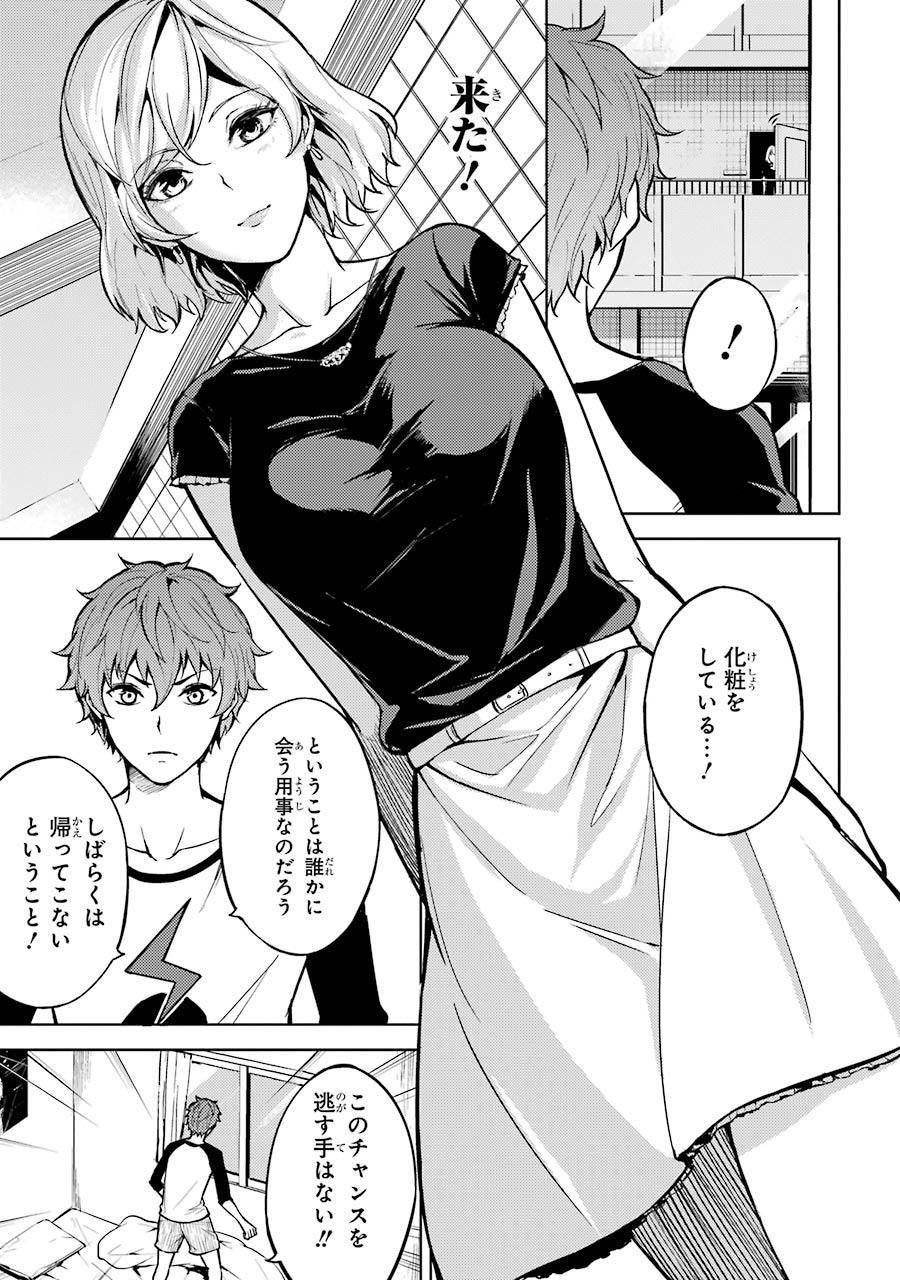 ！
来た！
化粧を
している…！
ということは誰かに
会う用事なのだろう
しばらくは
帰ってこない
ということ！
このチャンスを
逃す手はない!!